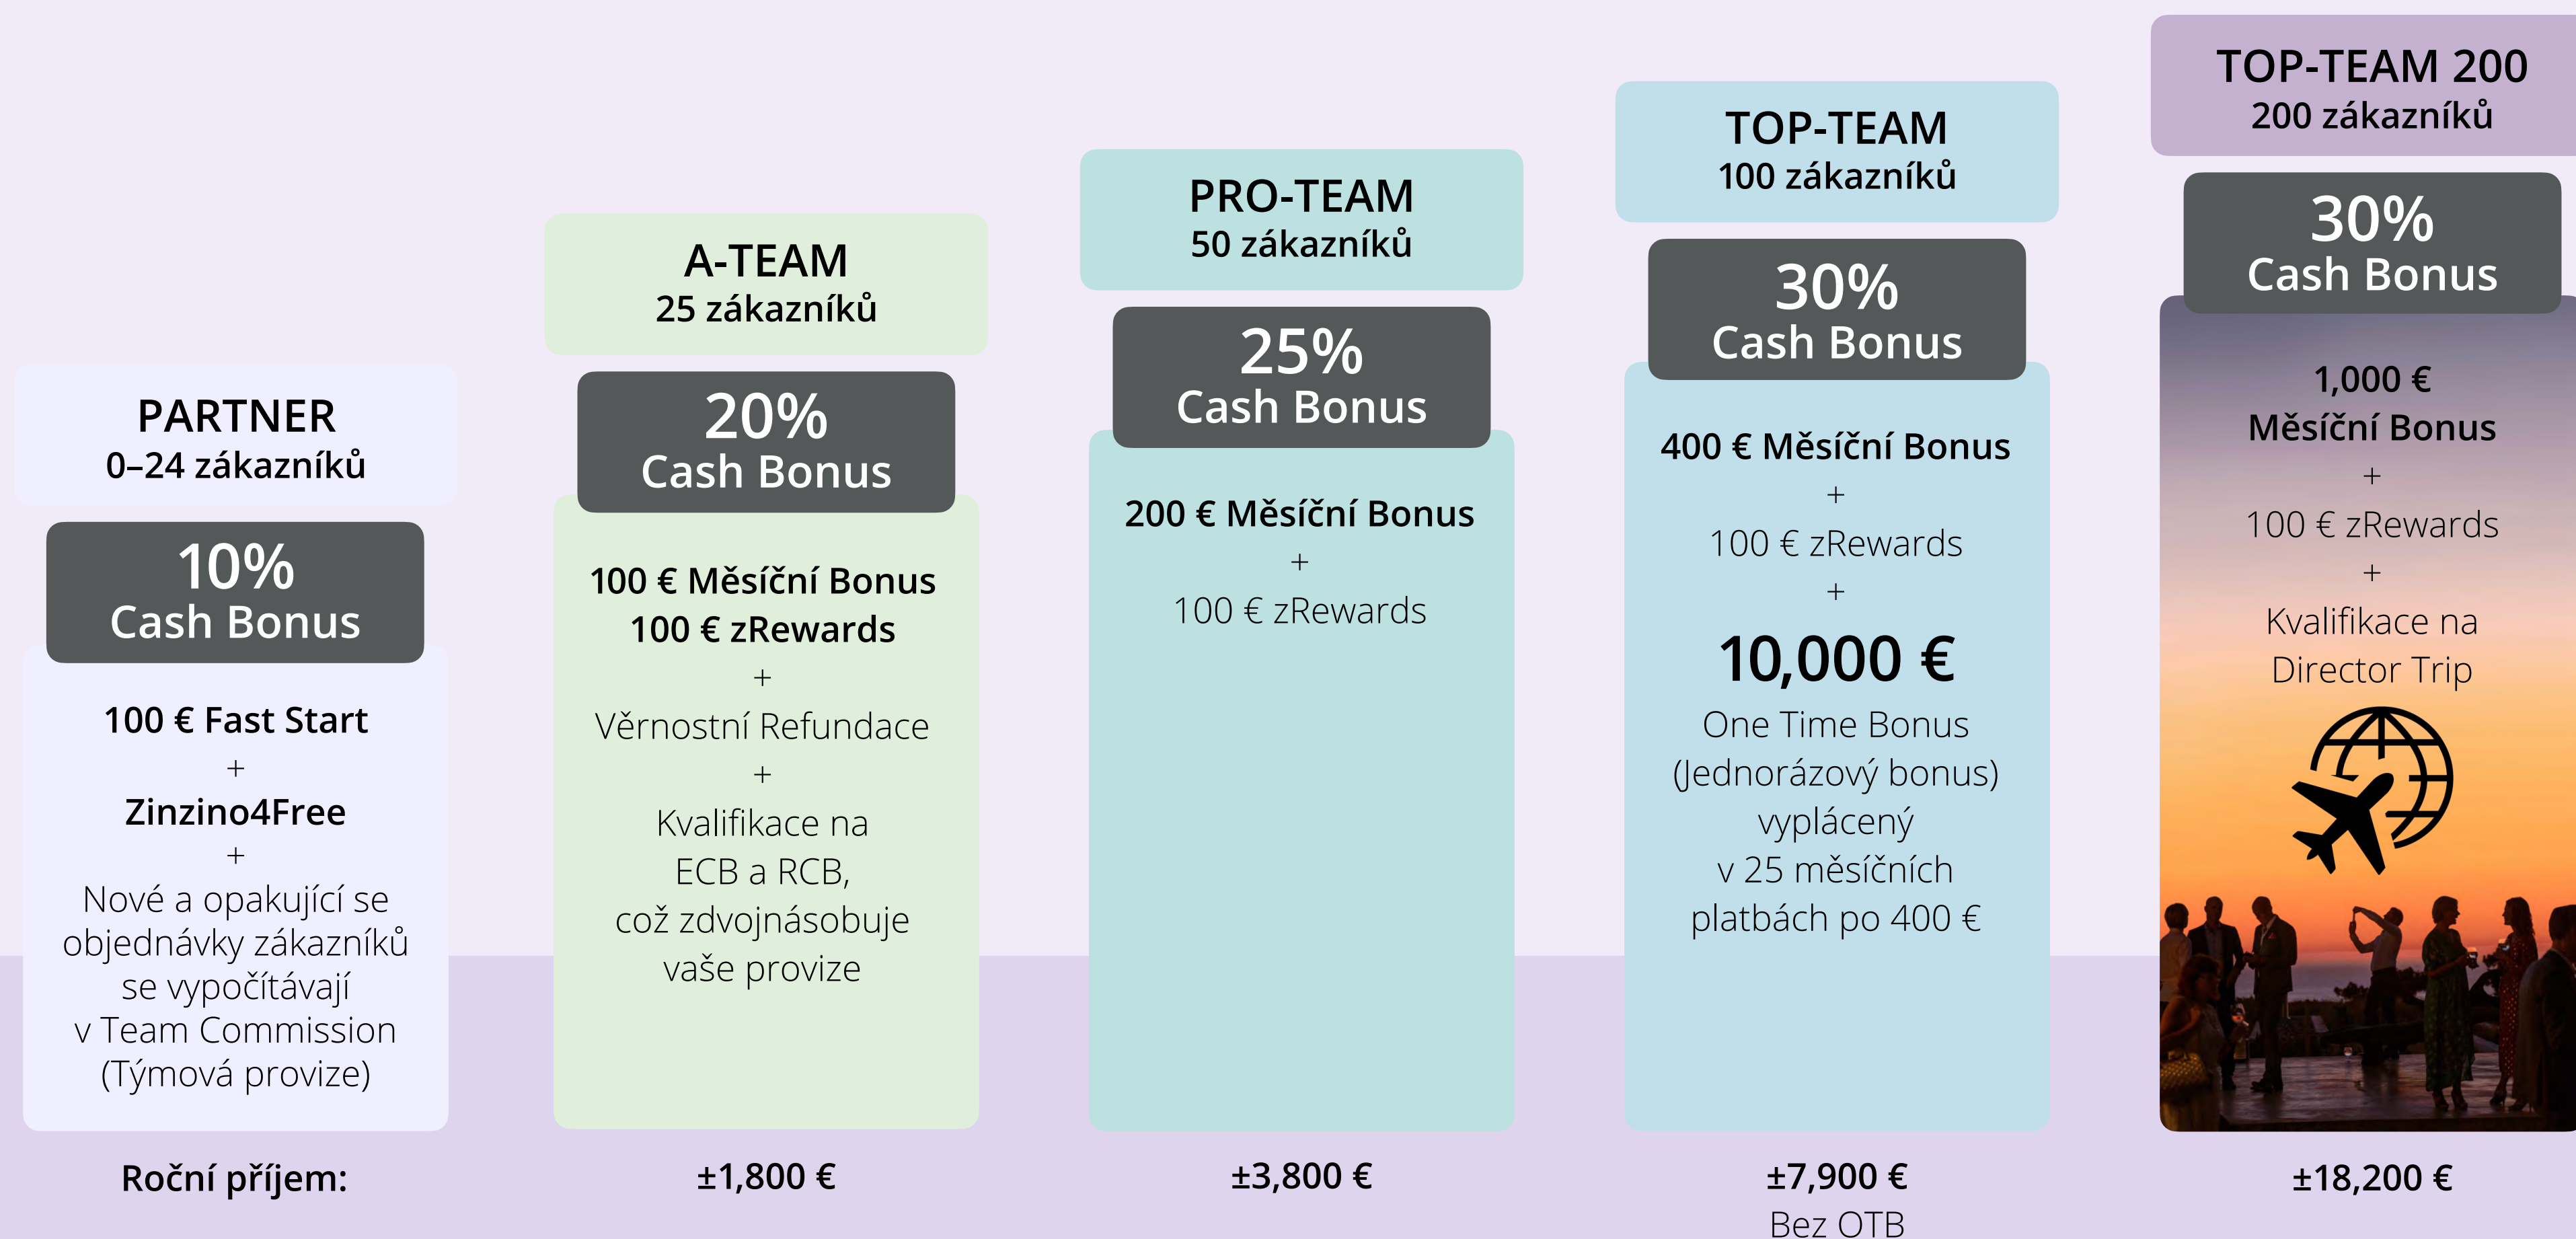 PARTNER
0–24 zákazníků
10%
Cash Bonus
100 € Fast Start
+
Zinzino4Free
+
Nové a opakující se
objednávky zákazníků
se vypočítávají
v Team Commission
(Týmová provize)
Roční příjem:
A-TEAM
25 zákazníků
20%
Cash Bonus
100 € Měsíční Bonus
100 € zRewards
+
Věrnostní Refundace
+
Kvalifikace na
ECB a RCB,
což zdvojnásobuje
vaše provize
±1,800 €
PRO-TEAM
50 zákazníků
25%
Cash Bonus
200 € Měsíční Bonus
+
100 € zRewards
±3,800 €
TOP-TEAM
100 zákazníků
30%
Cash Bonus
400 € Měsíční Bonus
+
100 € zRewards
+
10,000 €
One Time Bonus
(Jednorázový bonus)
vyplácený
v 25 měsíčních
platbách po 400 €
±7,900 €
Bez OTB
TOP-TEAM 200
200 zákazníků
30%
Cash Bonus
1,000 €
Měsíční Bonus
+
100 € zRewards
+
Kvalifikace na
Director Trip
±18,200 €